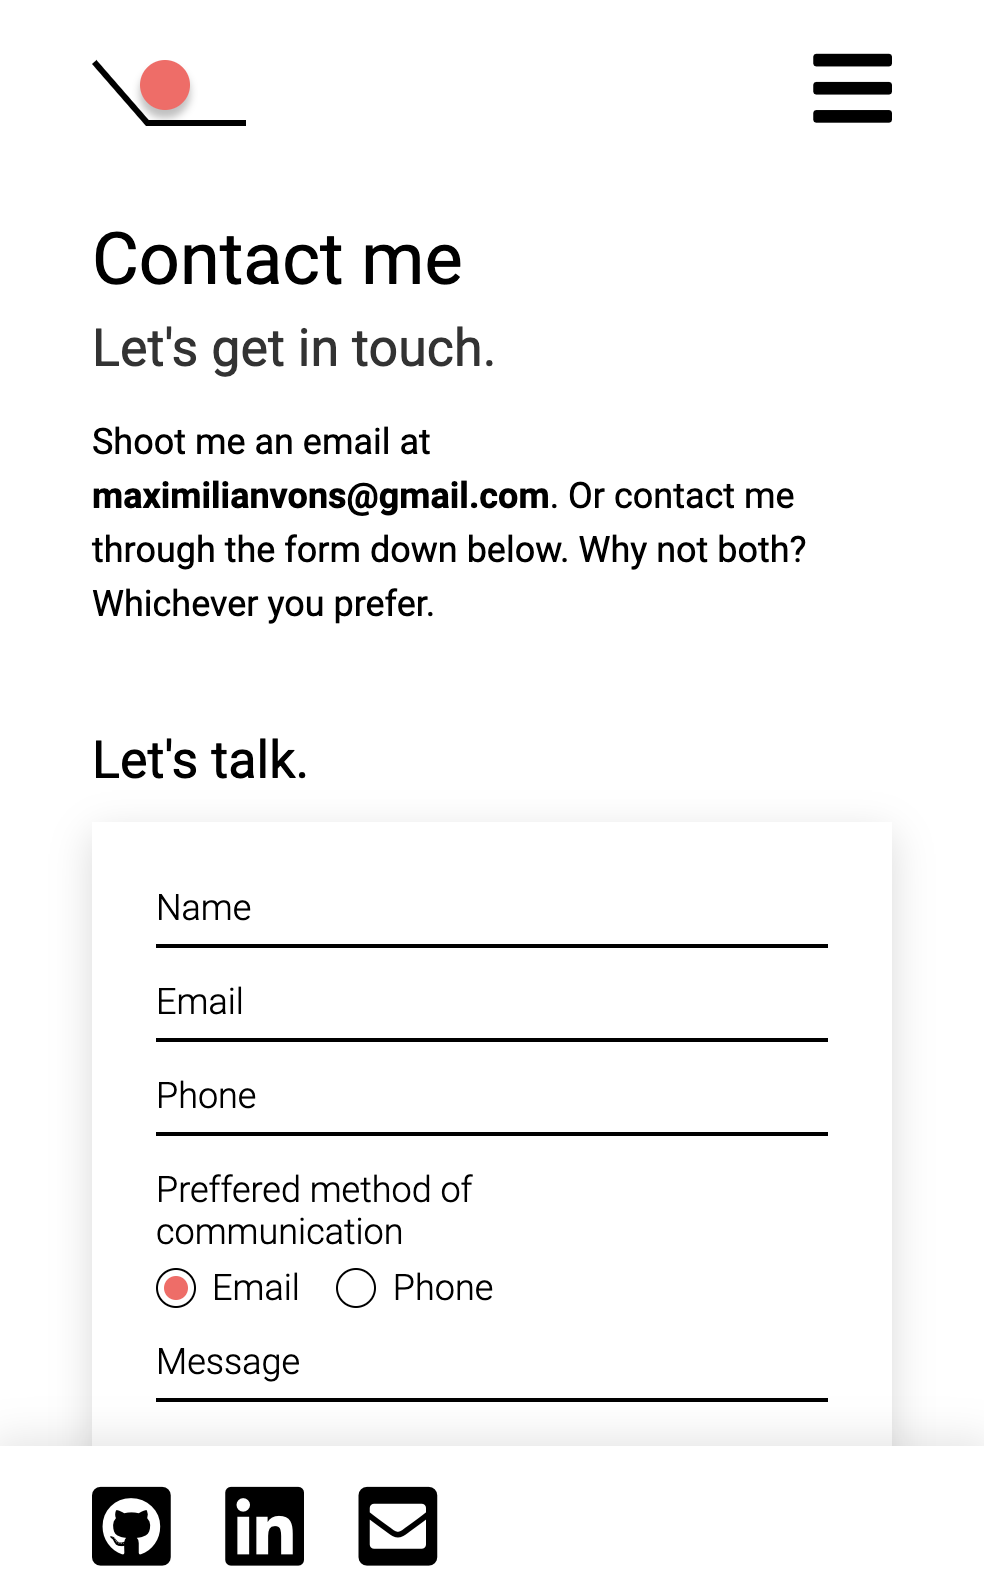 Contact me
Let's get in touch.
Shoot me an email at
maximilianvons@gmail.com. Or contact me
through the form down below. Why not both?
Whichever you prefer.
Let's talk.
Name
Email
Phone
Preffered method of
communication
Email Phone
Message
in